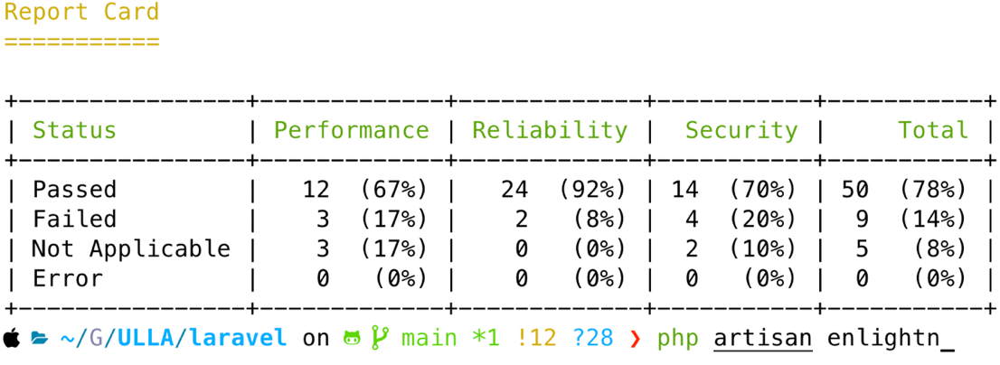 Report Card
===========
+----------------+-------------+-------------+-----------+-----------+
| Status         | Performance | Reliability |  Security |     Total |
+----------------+-------------+-------------+-----------+-----------+
| Passed         |   12  (67%) |   24  (92%) | 14  (70%) | 50  (78%) |
| Failed         |    3  (17%) |    2   (8%) |  4  (20%) |  9  (14%) |
| Not Applicable |    3  (17%) |    0   (0%) |  2  (10%) |  5   (8%) |
| Error          |    0   (0%) |    0   (0%) |  0   (0%) |  0   (0%) |
+----------------+-------------+-------------+-----------+-----------+
~/G/ULLA/laravel on main *1 !12 ?28 ❯ php artisan enlightn_